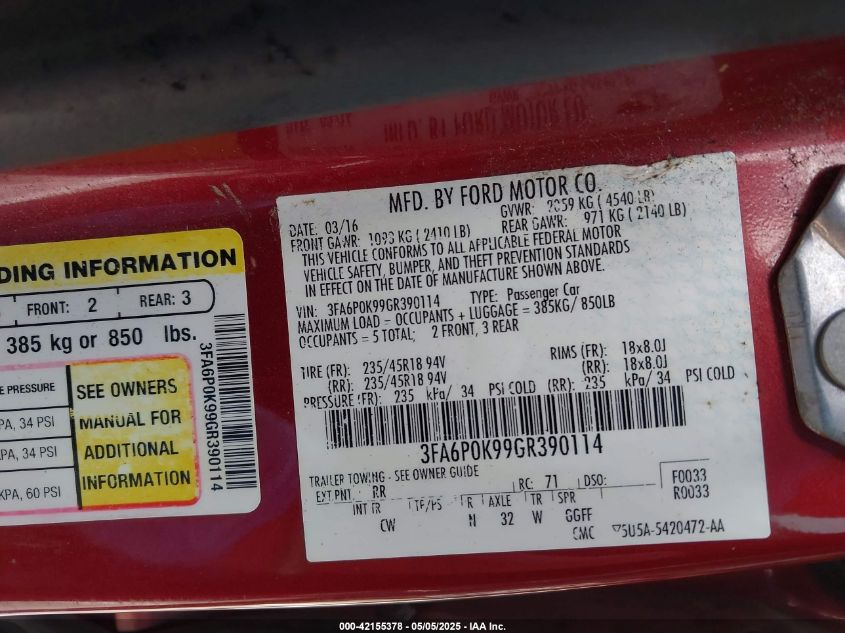 MFD. BY FORD MOTOR CO.
DATE: 03/16
GVWR: 2059 KG (4540 LB)
FRONT GAWR: 1093 KG (2410 LB)
REAR GAWR: 971 KG (2140 LB)
THIS VEHICLE CONFORMS TO ALL APPLICABLE FEDERAL MOTOR
VEHICLE SAFETY, BUMPER, AND THEFT PREVENTION STANDARDS
IN EFFECT ON THE DATE OF MANUFACTURE SHOWN ABOVE.
VIN: 3FA6P0K99GR390114 TYPE: Passenger Car
MAXIMUM LOAD = OCCUPANTS + LUGGAGE = 385KG/ 850LB
OCCUPANTS = 5 TOTAL; 2 FRONT, 3 REAR
TIRE (FR): 235/45R18 94V RIMS (FR): 18x8.0J
(RR): 235/45R18 94V (RR): 18x8.0J
PRESSURE (FR): 235 kPa/ 34 PSI COLD (RR): 235 kPa/ 34 PSI COLD
3FA6P0K99GR390114
TRAILER TOWING - SEE OWNER GUIDE
EXT PNT: RR RC: 71 DSO: F0033
R0033
INT TR TP/PS R AXLE TR SPR
CW N 32 W GGFF
CMC ▽5U5A-5420472-AA
DING INFORMATION
FRONT: 2 REAR: 3
385 kg or 850 lbs.
E PRESSURE
PA, 34 PSI
PA, 34 PSI
KPA, 60 PSI
SEE OWNERS
MANUAL FOR
ADDITIONAL
INFORMATION
3FA6P0K99GR390114
000-42155378 - 05/05/2025 - IAA Inc.